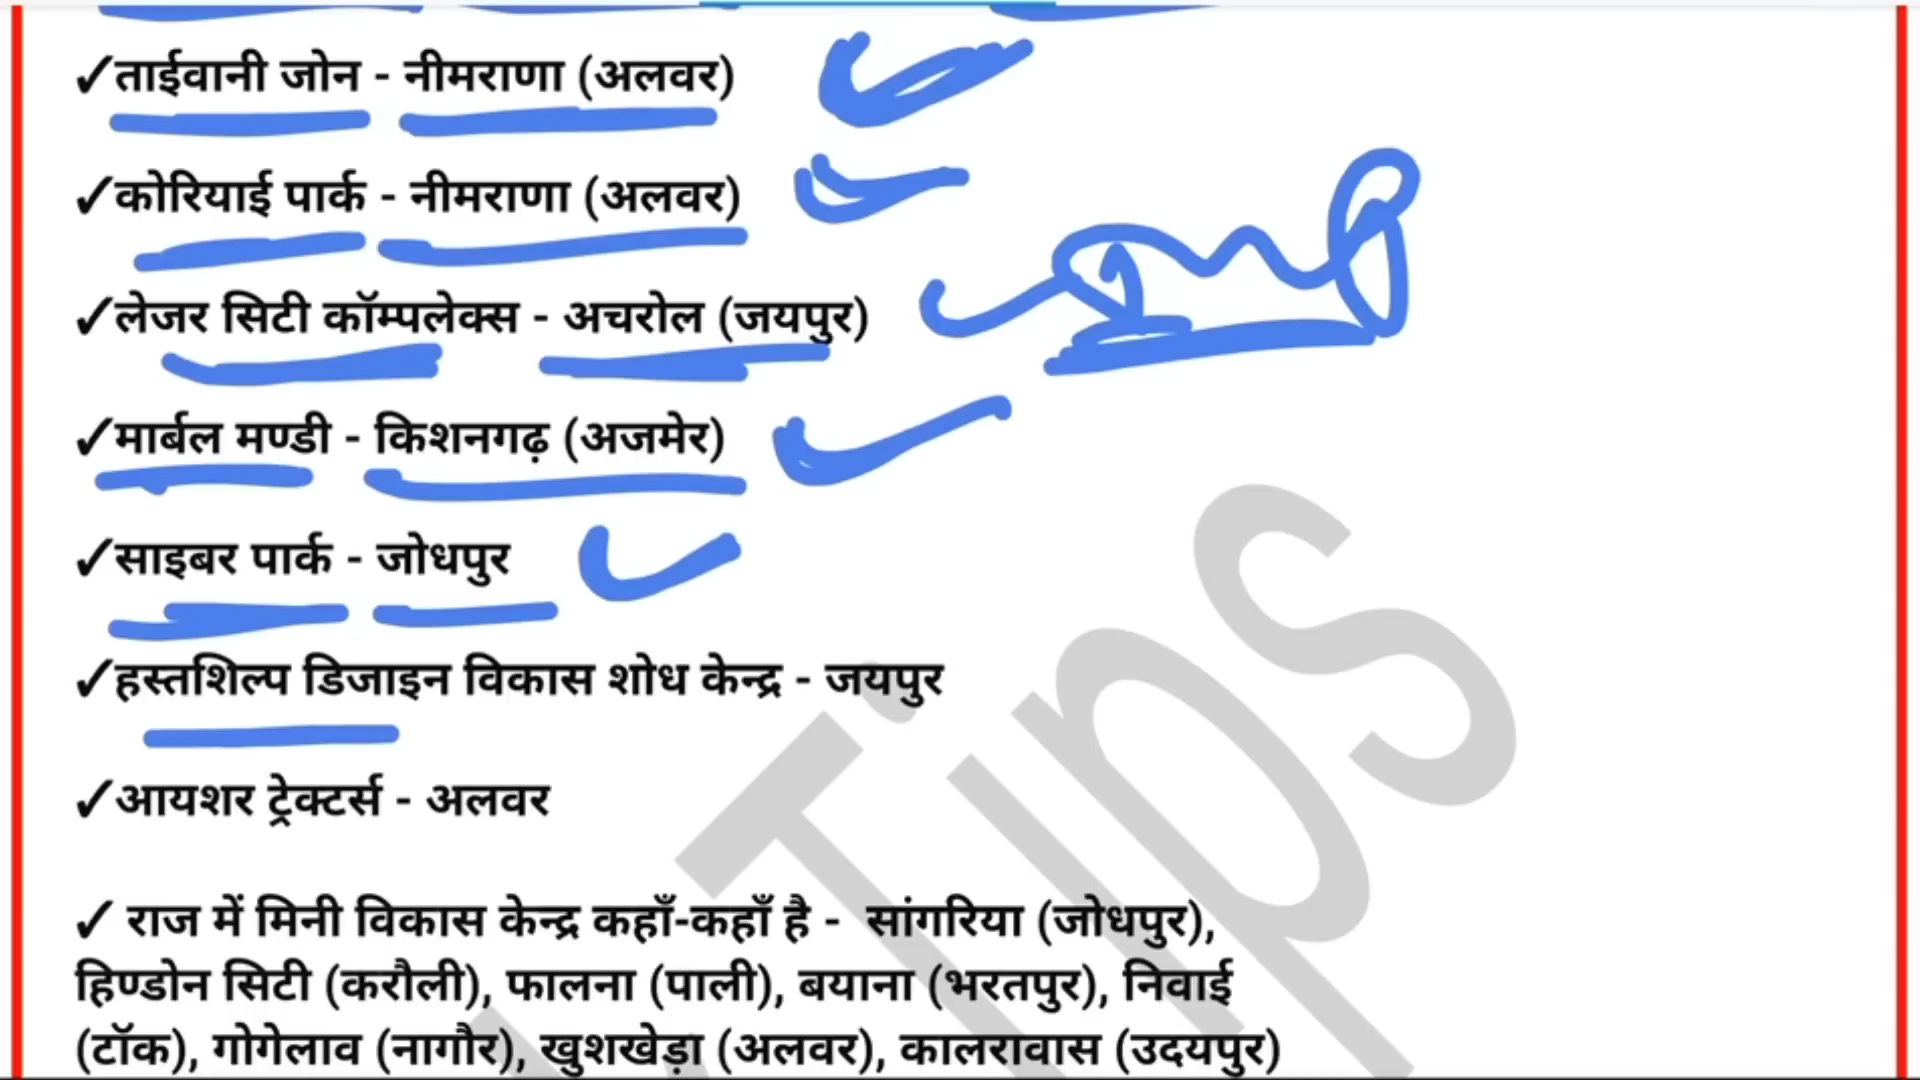 ✓ताईवानी जोन - नीमराणा (अलवर)
✓कोरियाई पार्क - नीमराणा (अलवर)
✓लेजर सिटी कॉम्पलेक्स - अचरोल (जयपुर)
✓मार्बल मण्डी - किशनगढ़ (अजमेर)
✓साइबर पार्क - जोधपुर
✓हस्तशिल्प डिजाइन विकास शोध केन्द्र - जयपुर
✓आयशर ट्रेक्टर्स - अलवर
✓ राज में मिनी विकास केन्द्र कहाँ-कहाँ है - सांगरिया (जोधपुर),
हिण्डोन सिटी (करौली), फालना (पाली), बयाना (भरतपुर), निवाई
(टॉक), गोगेलाव (नागौर), खुशखेड़ा (अलवर), कालरावास (उदयपुर)
Tips